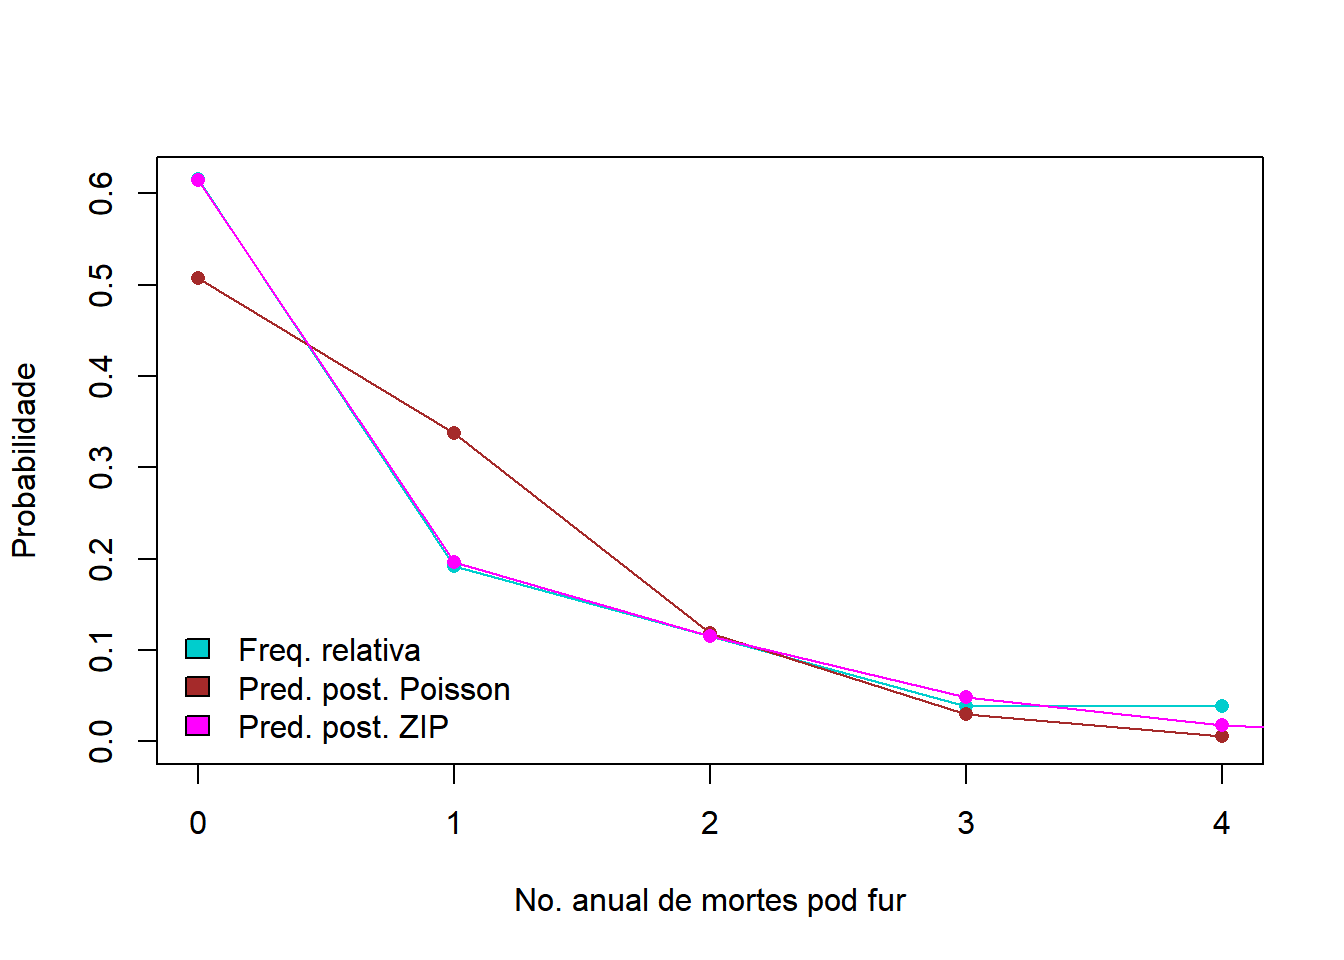 Probabilidade
0.6
0.5
0.4
0.3
0.2
0.1
0.0
Freq. relativa
Pred. post. Poisson
Pred. post. ZIP
0 1 2 3 4
No. anual de mortes pod fur